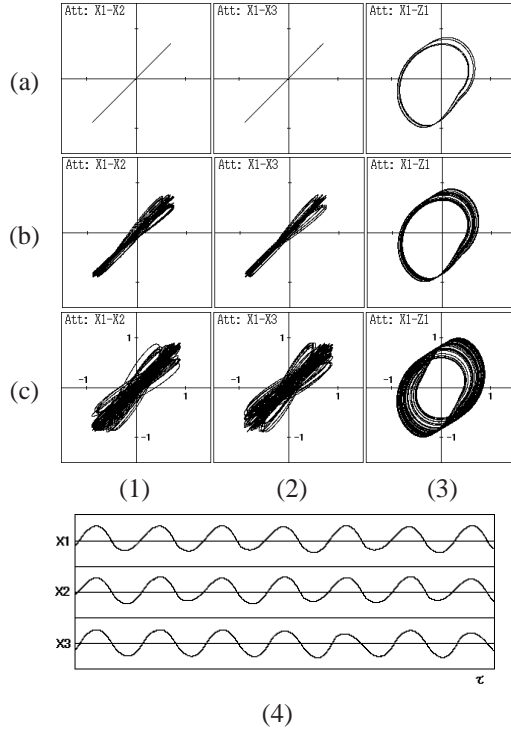 Att: X1-X2
Att: X1-X3
Att: X1-Z1
(a)
Att: X1-X2
Att: X1-X3
Att: X1-Z1
(b)
Att: X1-X2
1
-1
1
-1
Att: X1-X3
1
-1
1
-1
Att: X1-Z1
1
-1
1
-1
(c)
(1)
(2)
(3)
X1
X2
X3
τ
(4)